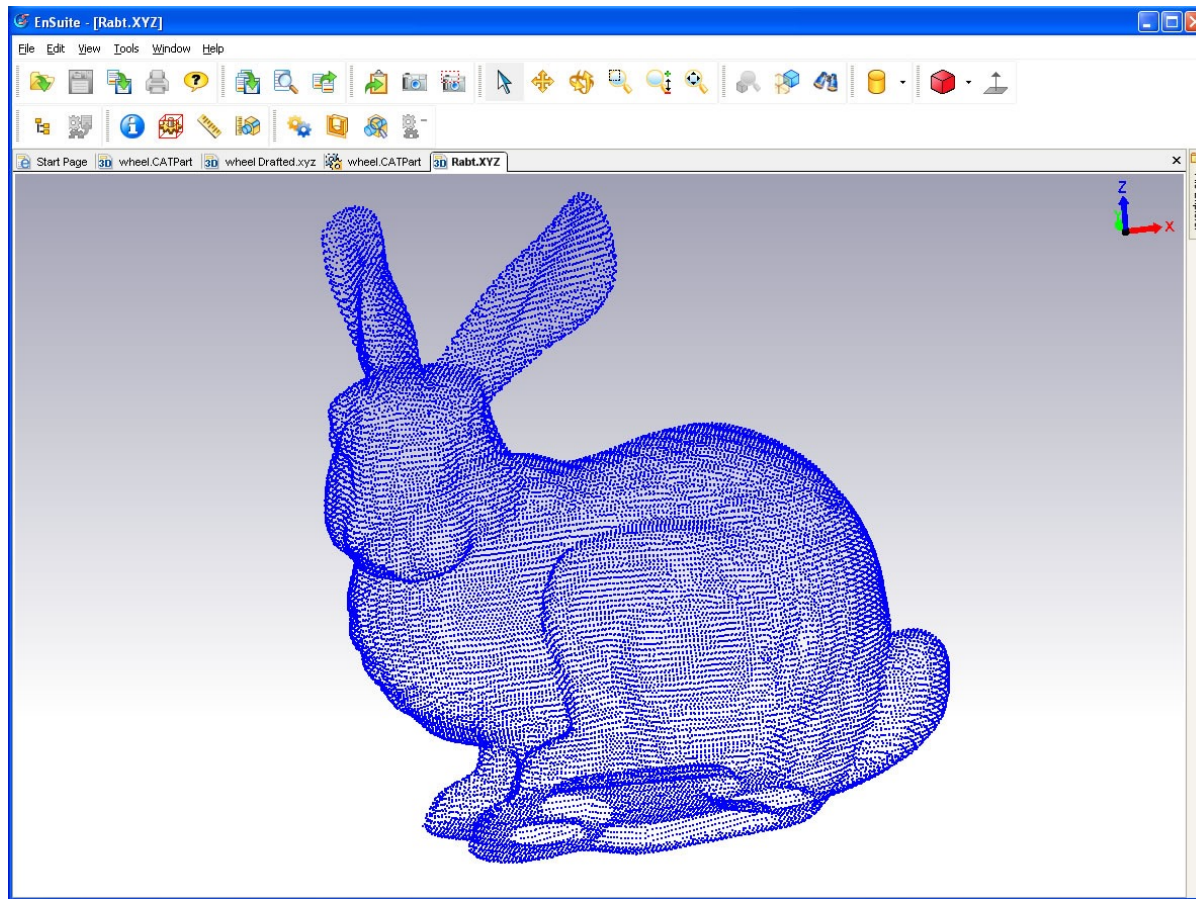 EnSuite - [Rabt.XYZ]
File Edit View Tools Window Help
Start Page wheel.CATPart wheel Drafted.xyz wheel.CATPart Rabt.XYZ
Z
X